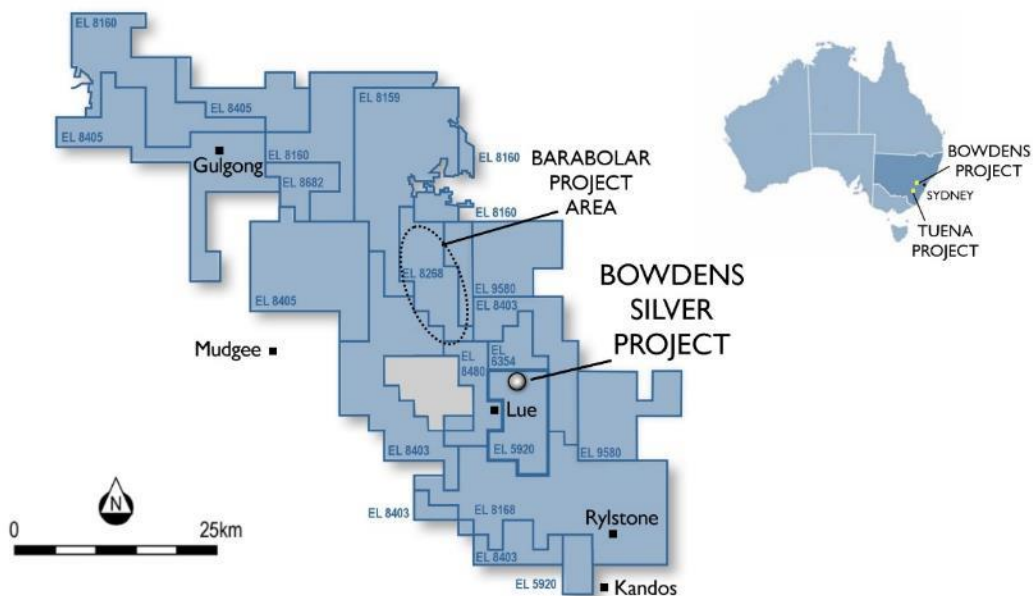 EL 8160
EL 8405
EL 8159
EL 8405
Gulgong
EL 8160
EL 8682
EL 8160
BARABOLAR
PROJECT
AREA
EL 8160
EL 8268
EL 9580
EL 8403
EL 8405
BOWDENS
SILVER
PROJECT
Mudgee
EL
6354
EL
8480
Lue
EL 5920
EL 8403
EL 9580
EL 8403
EL 8168
Rylstone
EL 8403
EL 5920
Kandos
N
0
25km
BOWDENS
PROJECT
SYDNEY
TUENA
PROJECT